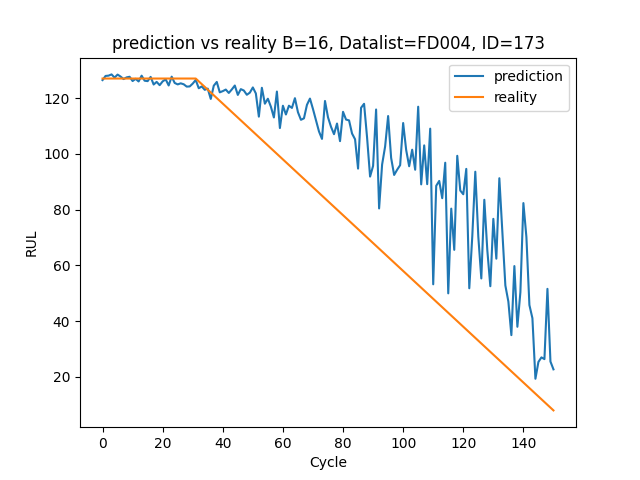 prediction vs reality B=16, Datalist=FD004, ID=173
prediction
reality
RUL
120
100
80
60
40
20
0 20 40 60 80 100 120 140
Cycle